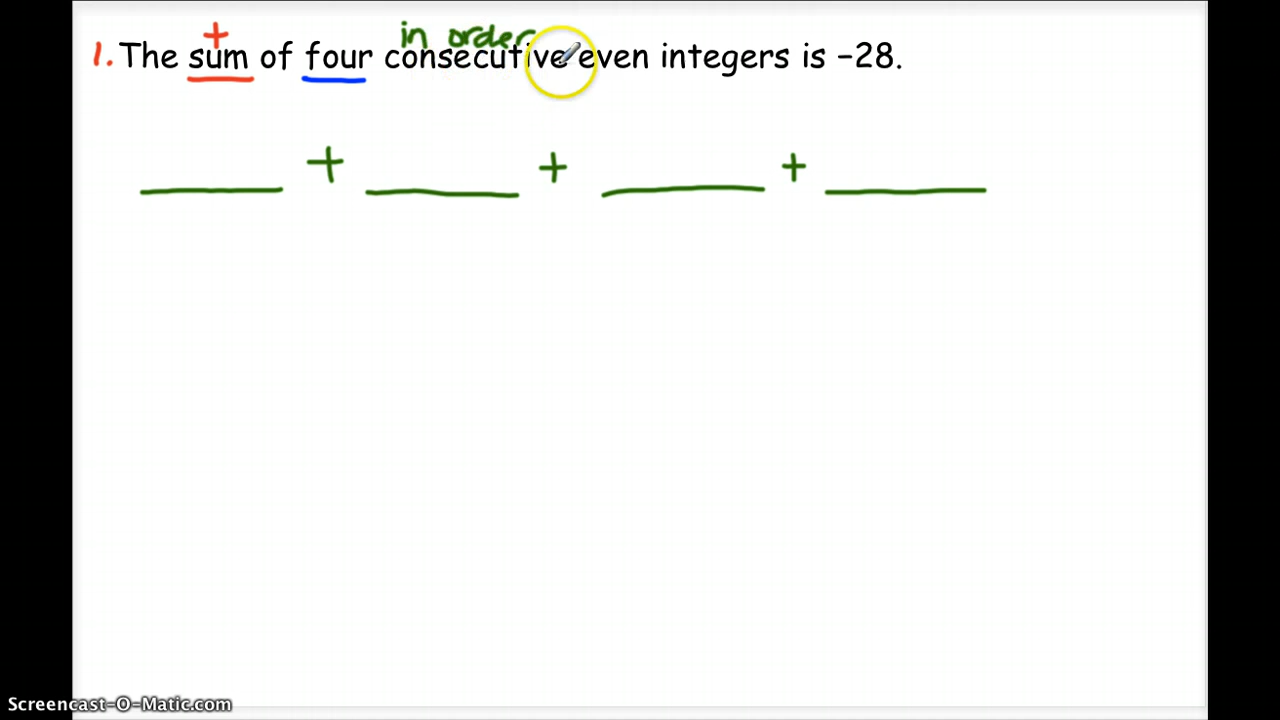 + in order
1. The sum of four consecutive even integers is -28.
+ + +
Screencast-O-Matic.com